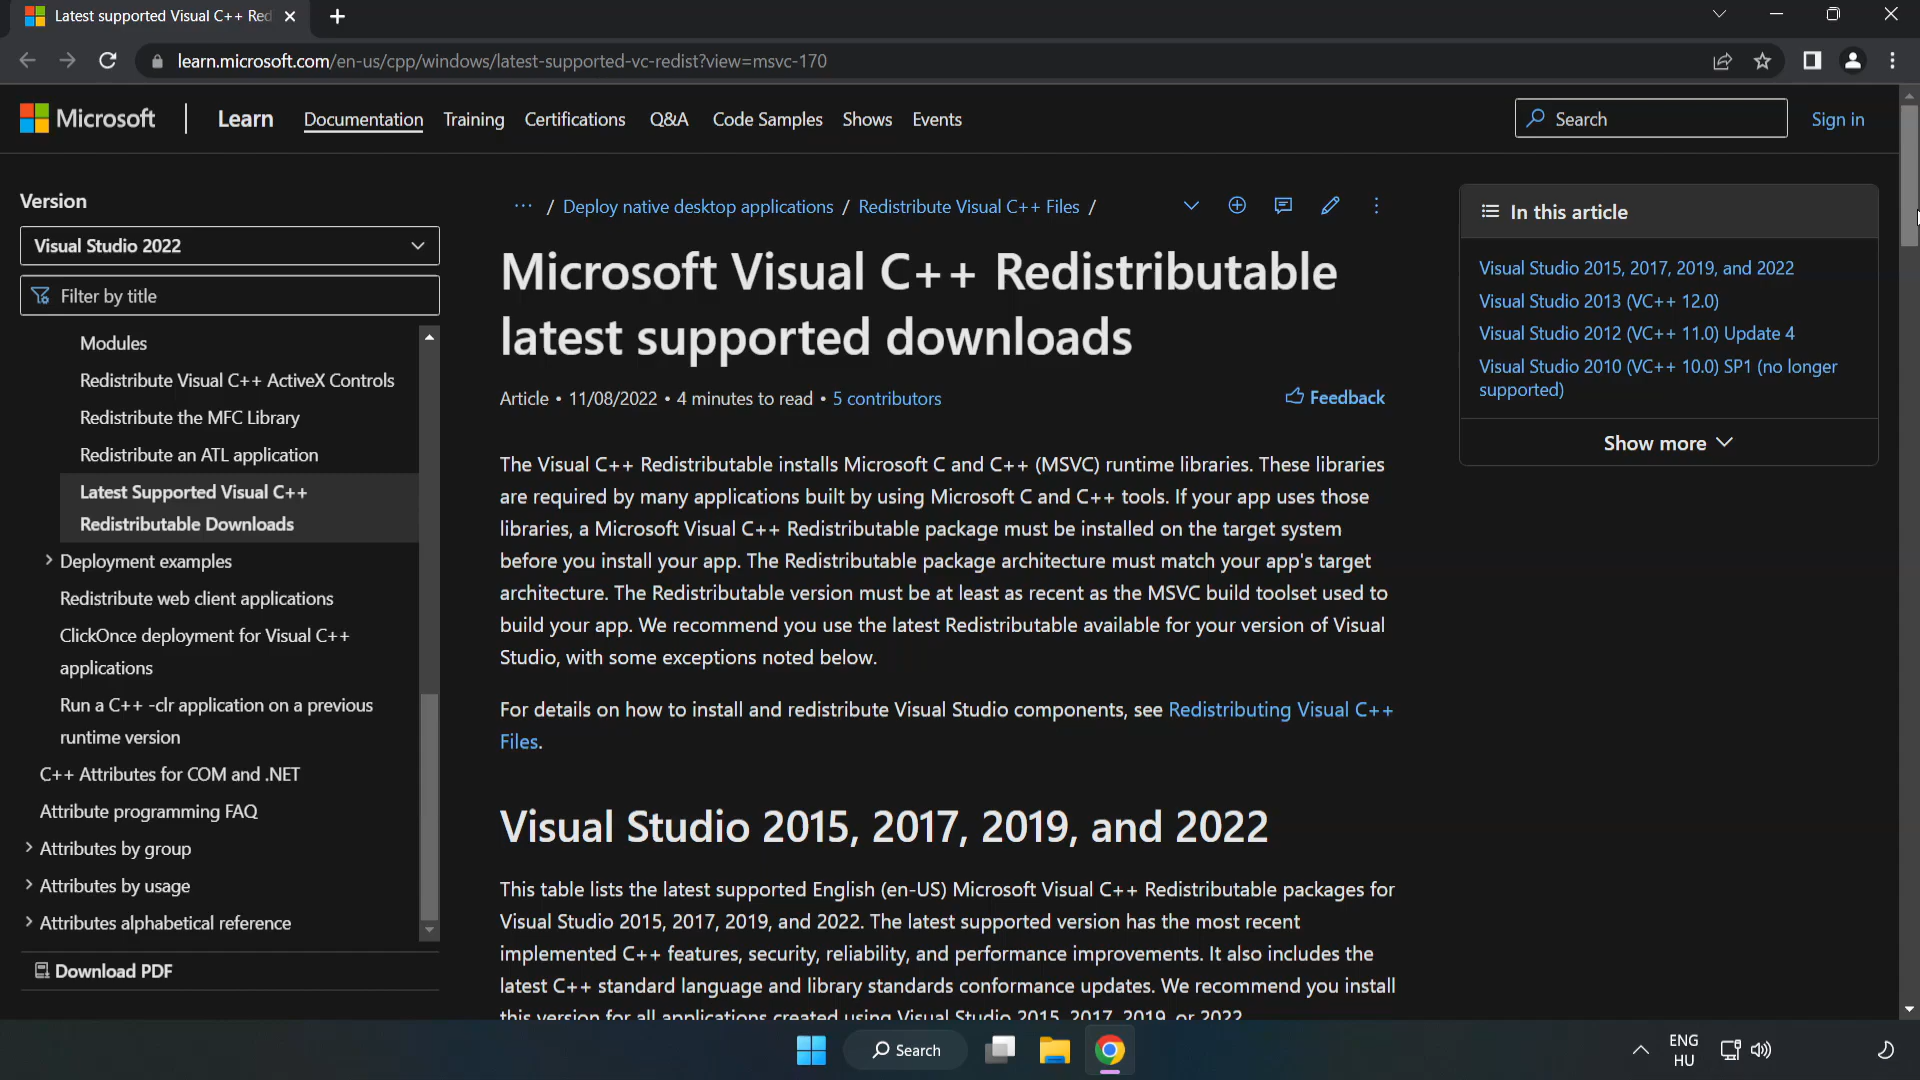 Latest supported Visual C++ Red
learn.microsoft.com/en-us/cpp/windows/latest-supported-vc-redist?view=msvc-170
Microsoft
Learn
Documentation
Training
Certifications
Q&A
Code Samples
Shows
Events
Search
Sign in
Version
Visual Studio 2022
Filter by title
Modules
Redistribute Visual C++ ActiveX Controls
Redistribute the MFC Library
Redistribute an ATL application
Latest Supported Visual C++
Redistributable Downloads
Deployment examples
Redistribute web client applications
ClickOnce deployment for Visual C++
applications
Run a C++ -clr application on a previous
runtime version
C++ Attributes for COM and .NET
Attribute programming FAQ
Attributes by group
Attributes by usage
Attributes alphabetical reference
Download PDF
··· / Deploy native desktop applications / Redistribute Visual C++ Files /
Microsoft Visual C++ Redistributable
latest supported downloads
Article • 11/08/2022 • 4 minutes to read • 5 contributors
Feedback
The Visual C++ Redistributable installs Microsoft C and C++ (MSVC) runtime libraries. These libraries
are required by many applications built by using Microsoft C and C++ tools. If your app uses those
libraries, a Microsoft Visual C++ Redistributable package must be installed on the target system
before you install your app. The Redistributable package architecture must match your app's target
architecture. The Redistributable version must be at least as recent as the MSVC build toolset used to
build your app. We recommend you use the latest Redistributable available for your version of Visual
Studio, with some exceptions noted below.
For details on how to install and redistribute Visual Studio components, see Redistributing Visual C++
Files.
Visual Studio 2015, 2017, 2019, and 2022
This table lists the latest supported English (en-US) Microsoft Visual C++ Redistributable packages for
Visual Studio 2015, 2017, 2019, and 2022. The latest supported version has the most recent
implemented C++ features, security, reliability, and performance improvements. It also includes the
latest C++ standard language and library standards conformance updates. We recommend you install
this version for all applications created using Visual Studio 2015, 2017, 2019, or 2022.
In this article
Visual Studio 2015, 2017, 2019, and 2022
Visual Studio 2013 (VC++ 12.0)
Visual Studio 2012 (VC++ 11.0) Update 4
Visual Studio 2010 (VC++ 10.0) SP1 (no longer
supported)
Show more
Search
ENG
HU